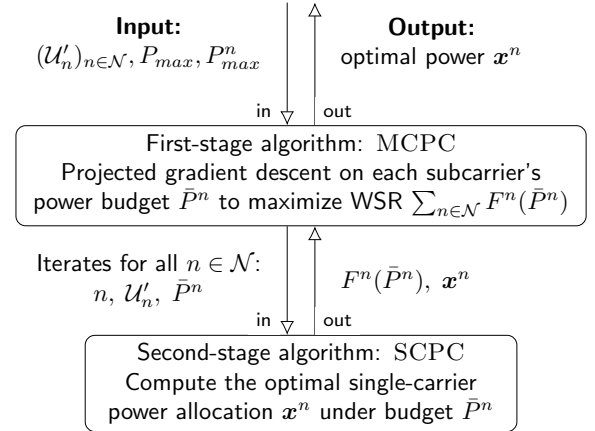 Input:
(𝒰′ₙ)ₙ∈𝒩, Pₘₐₓ, Pⁿₘₐₓ
Output:
optimal power 𝒙ⁿ
in out
First-stage algorithm: MCPC
Projected gradient descent on each subcarrier's
power budget P̄ⁿ to maximize WSR ∑ₙ∈𝒩 Fⁿ(P̄ⁿ)
Iterates for all n ∈ 𝒩:
n, 𝒰′ₙ, P̄ⁿ
Fⁿ(P̄ⁿ), 𝒙ⁿ
in out
Second-stage algorithm: SCPC
Compute the optimal single-carrier
power allocation 𝒙ⁿ under budget P̄ⁿ